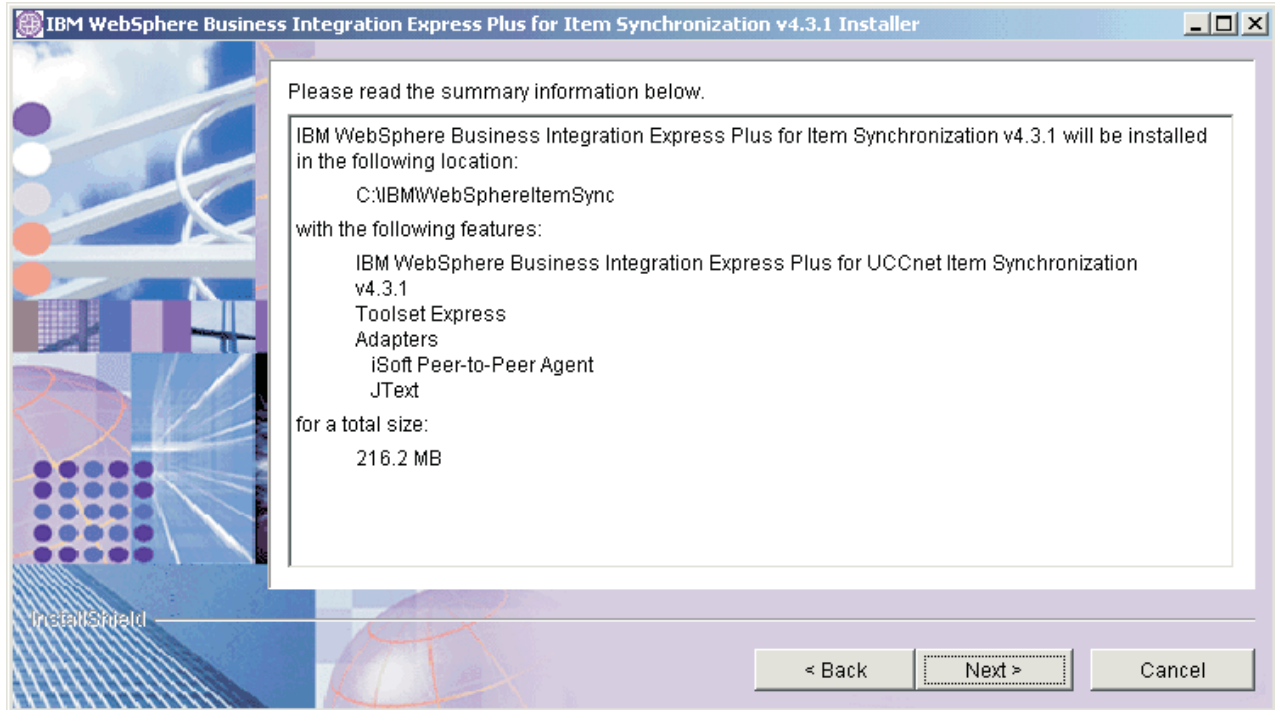 IBM WebSphere Business Integration Express Plus for Item Synchronization v4.3.1 Installer
Please read the summary information below.
IBM WebSphere Business Integration Express Plus for Item Synchronization v4.3.1 will be installed
in the following location:
C:\IBM\WebSphereItemSync
with the following features:
IBM WebSphere Business Integration Express Plus for UCCnet Item Synchronization
v4.3.1
Toolset Express
Adapters
iSoft Peer-to-Peer Agent
JText
for a total size:
216.2 MB
InstallShield
< Back
Next >
Cancel